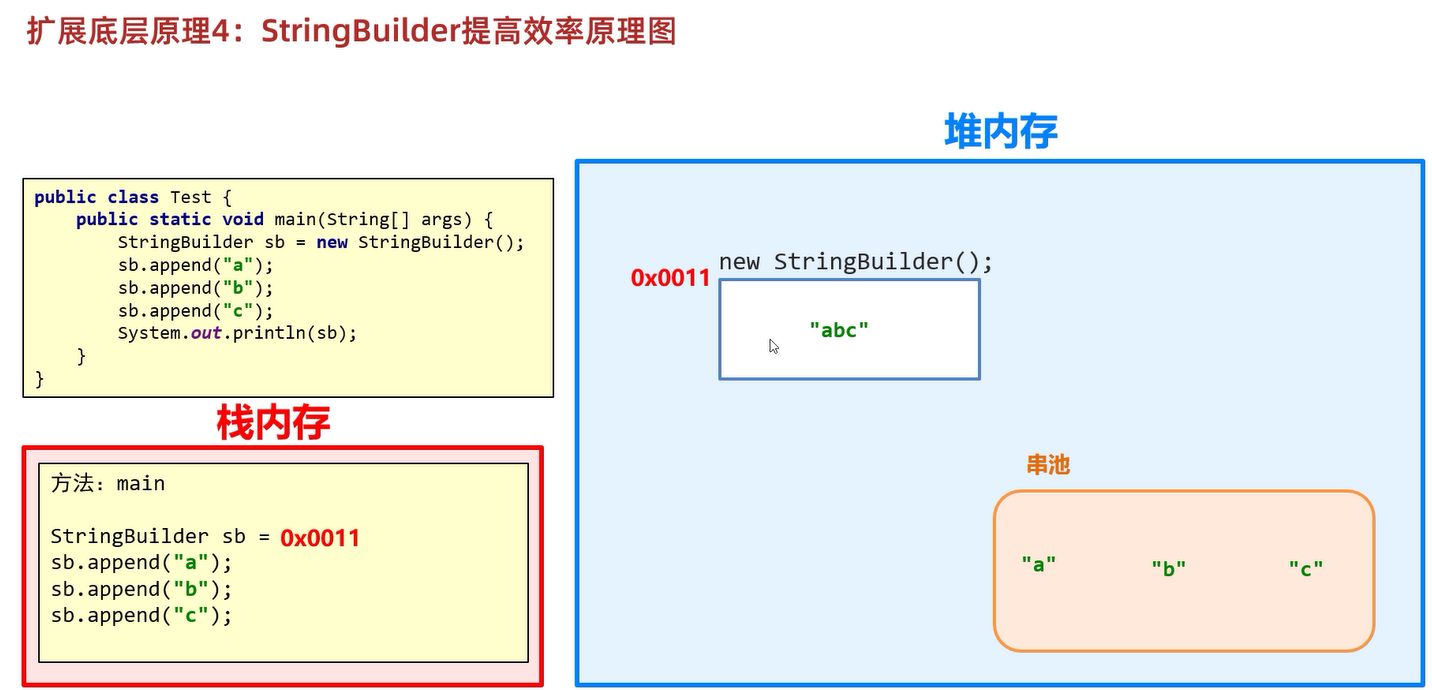 扩展底层原理4：StringBuilder提高效率原理图
堆内存
public class Test {
    public static void main(String[] args) {
        StringBuilder sb = new StringBuilder();
        sb.append("a");
        sb.append("b");
        sb.append("c");
        System.out.println(sb);
    }
}
new StringBuilder();
0x0011
"abc"
栈内存
方法：main
StringBuilder sb = 0x0011
sb.append("a");
sb.append("b");
sb.append("c");
串池
"a" "b" "c"